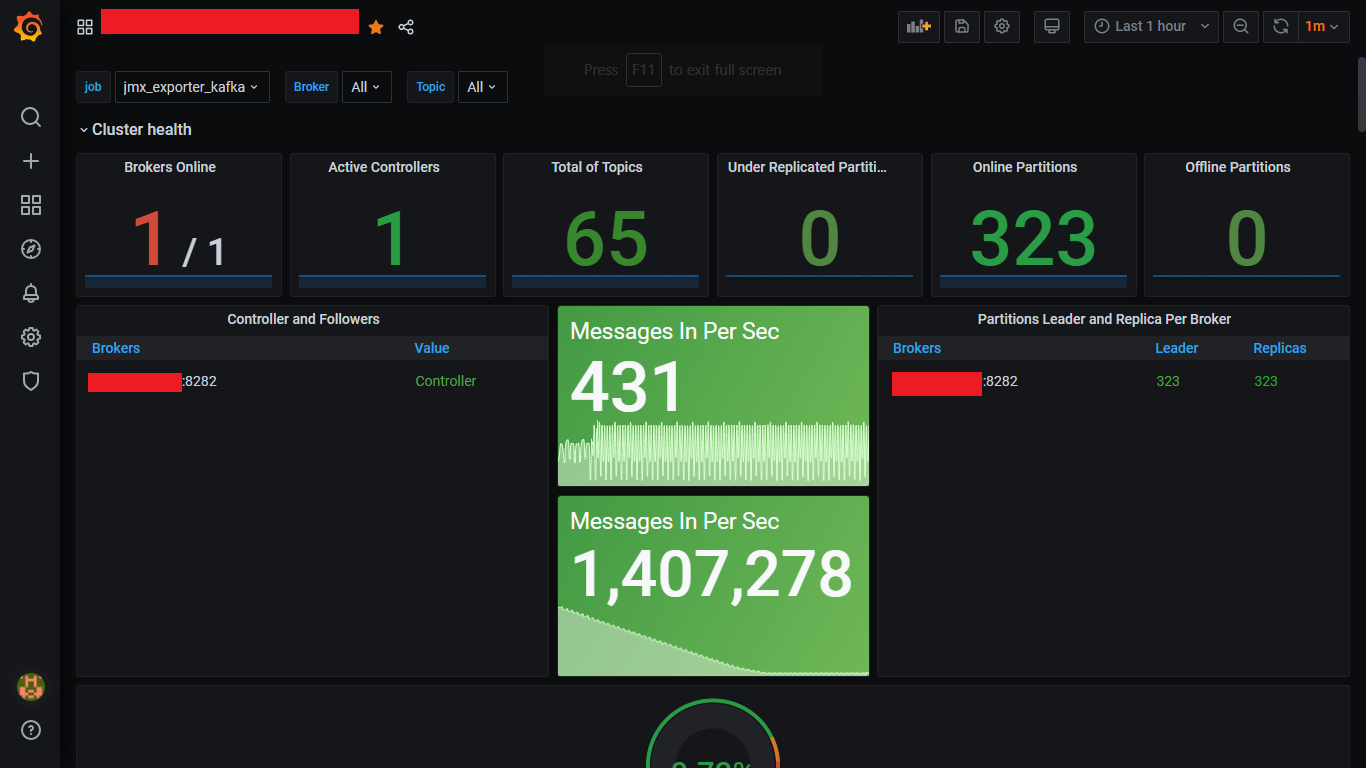 Last 1 hour
1m
Press F11 to exit full screen
job jmx_exporter_kafka Broker All Topic All
Cluster health
Brokers Online
1 / 1
Active Controllers
1
Total of Topics
65
Under Replicated Partiti...
0
Online Partitions
323
Offline Partitions
0
Controller and Followers
Brokers Value
:8282 Controller
Messages In Per Sec
431
Messages In Per Sec
1,407,278
Partitions Leader and Replica Per Broker
Brokers Leader Replicas
:8282 323 323